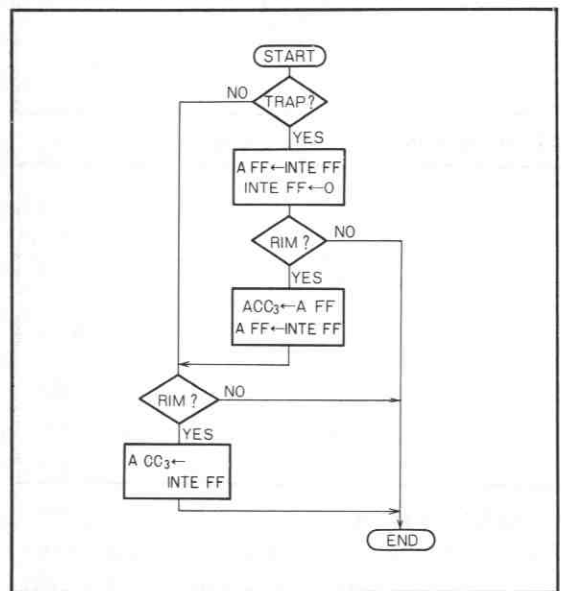 START
NO
TRAP?
YES
A FF←INTE FF
INTE FF←0
RIM?
NO
YES
ACC₃←A FF
A FF←INTE FF
RIM?
NO
YES
A CC₃←
INTE FF
END